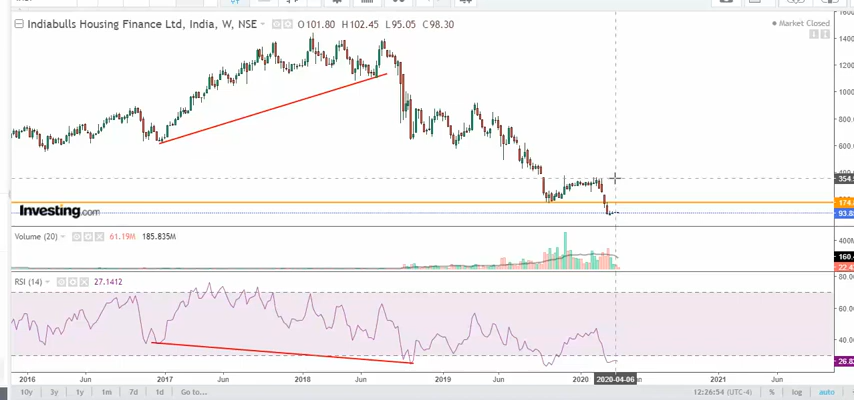 Indiabulls Housing Finance Ltd, India, W, NSE O101.80 H102.45 L95.05 C98.30
Market Closed
1400
1200
1000
800
600
354.
174.
93.8
Investing.com
Volume (20) 61.19M 185.835M
400M
160.
22.4
RSI (14) 27.1412
80.00
60.00
40.00
26.8
2016 Jun 2017 Jun 2018 Jun 2019 Jun 2020 2020-04-06 2021 Jun
10y 3y 1y 1m 7d 1d Go to... 12:26:54 (UTC-4) % log auto